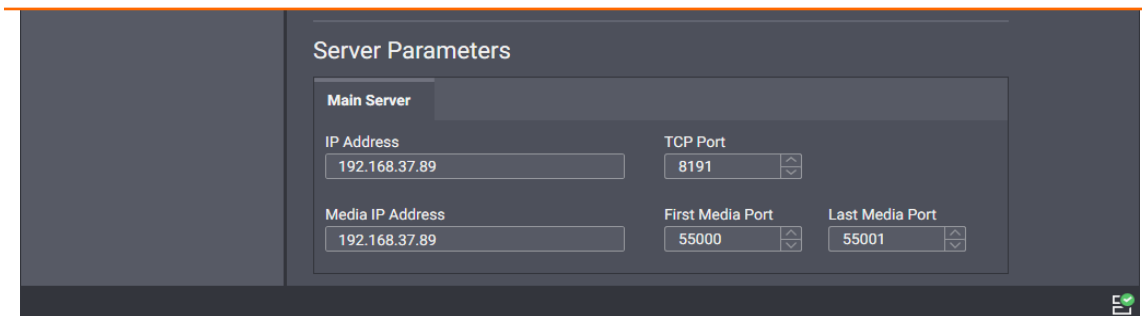 Server Parameters
Main Server
IP Address TCP Port
192.168.37.89 8191
Media IP Address First Media Port Last Media Port
192.168.37.89 55000 55001